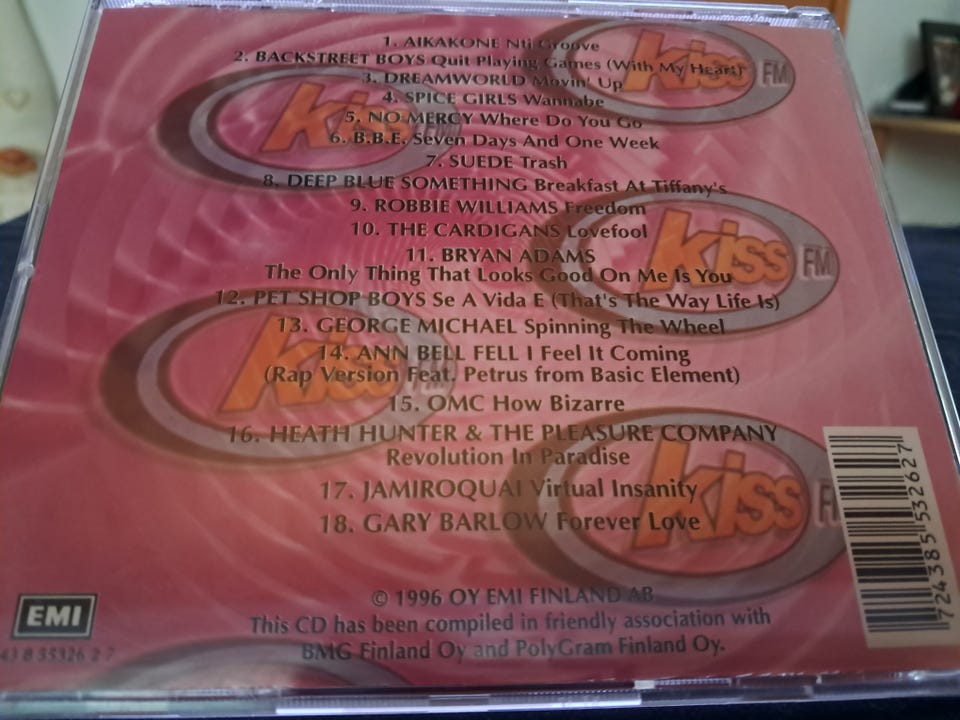 1. AIKAKONE Nti Groove
2. BACKSTREET BOYS Quit Playing Games (With My Heart)
3. DREAMWORLD Movin' Up
4. SPICE GIRLS Wannabe
5. NO MERCY Where Do You Go
6. B.B.E. Seven Days And One Week
7. SUEDE Trash
8. DEEP BLUE SOMETHING Breakfast At Tiffany's
9. ROBBIE WILLIAMS Freedom
10. THE CARDIGANS Lovefool
11. BRYAN ADAMS
The Only Thing That Looks Good On Me Is You
12. PET SHOP BOYS Se A Vida E (That's The Way Life Is)
13. GEORGE MICHAEL Spinning The Wheel
14. ANN BELL FELL I Feel It Coming
(Rap Version Feat. Petrus from Basic Element)
15. OMC How Bizarre
16. HEATH HUNTER & THE PLEASURE COMPANY
Revolution In Paradise
17. JAMIROQUAI Virtual Insanity
18. GARY BARLOW Forever Love
kiss FM
kiss FM
kiss FM
kiss
kiss FM
© 1996 OY EMI FINLAND AB
This CD has been compiled in friendly association with
BMG Finland Oy and PolyGram Finland Oy.
EMI
43 8 55326 2 7
7 24385 53262 7